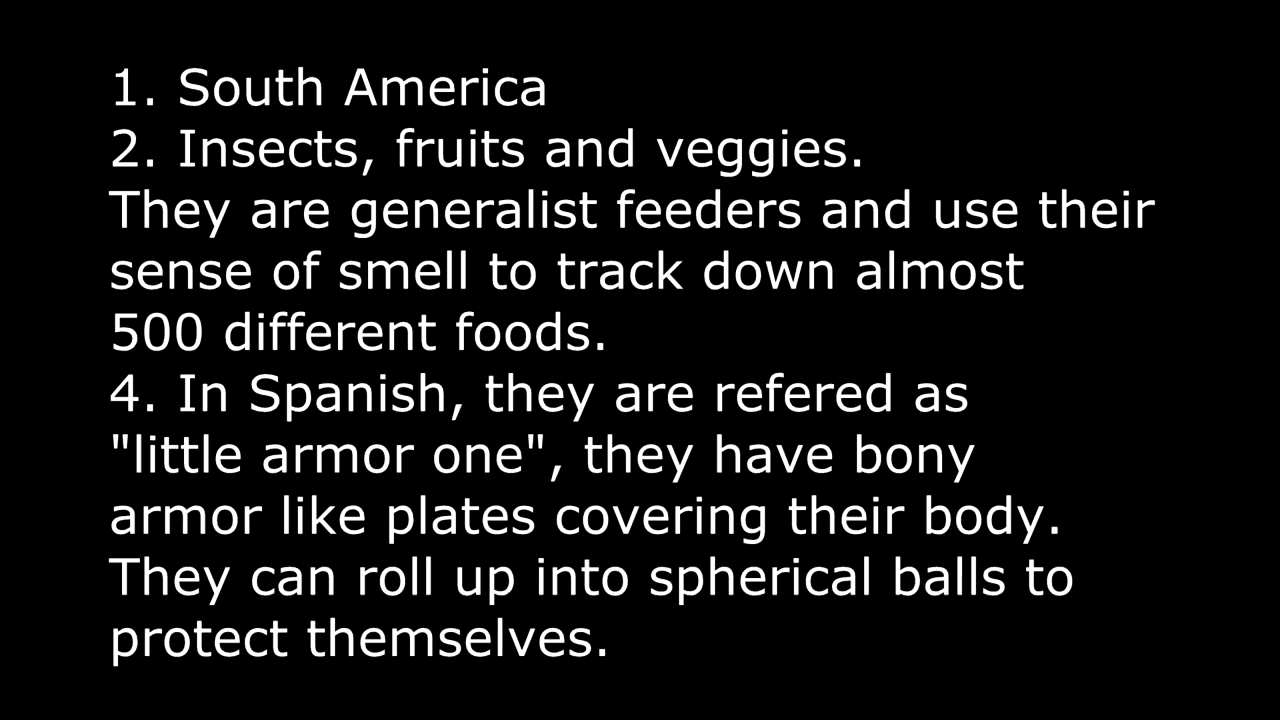 1. South America
2. Insects, fruits and veggies.
They are generalist feeders and use their
sense of smell to track down almost
500 different foods.
4. In Spanish, they are refered as
"little armor one", they have bony
armor like plates covering their body.
They can roll up into spherical balls to
protect themselves.